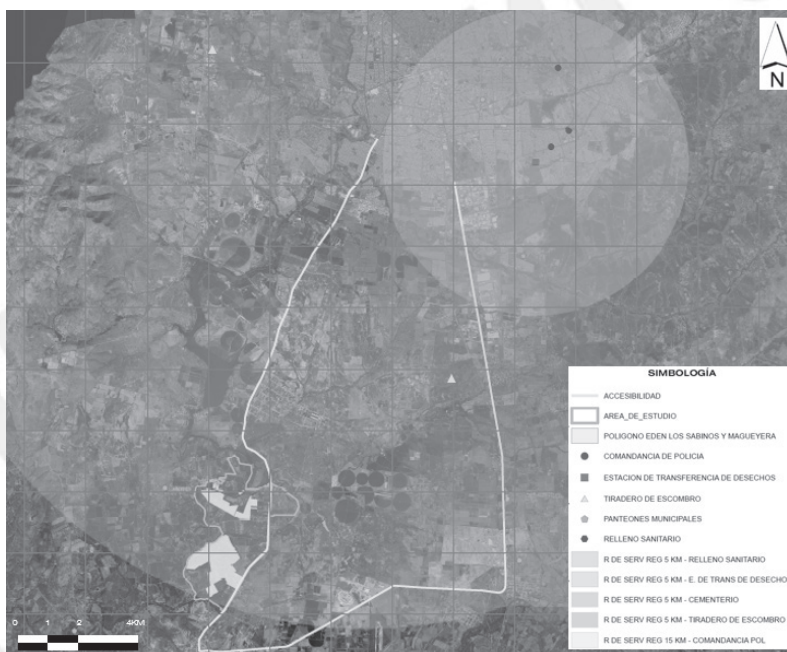 N
SIMBOLOGÍA
ACCESIBILIDAD
AREA_DE_ESTUDIO
POLIGONO EDEN LOS SABINOS Y MAGUEYERA
COMANDANCIA DE POLICIA
ESTACION DE TRANSFERENCIA DE DESECHOS
TIRADERO DE ESCOMBRO
PANTEONES MUNICIPALES
RELLENO SANITARIO
R DE SERV REG 5 KM - RELLENO SANITARIO
R DE SERV REG 5 KM - E. DE TRANS DE DESECHO
R DE SERV REG 5 KM - CEMENTERIO
R DE SERV REG 5 KM - TIRADERO DE ESCOMBRO
R DE SERV REG 15 KM - COMANDANCIA POL
0 1 2 4KM